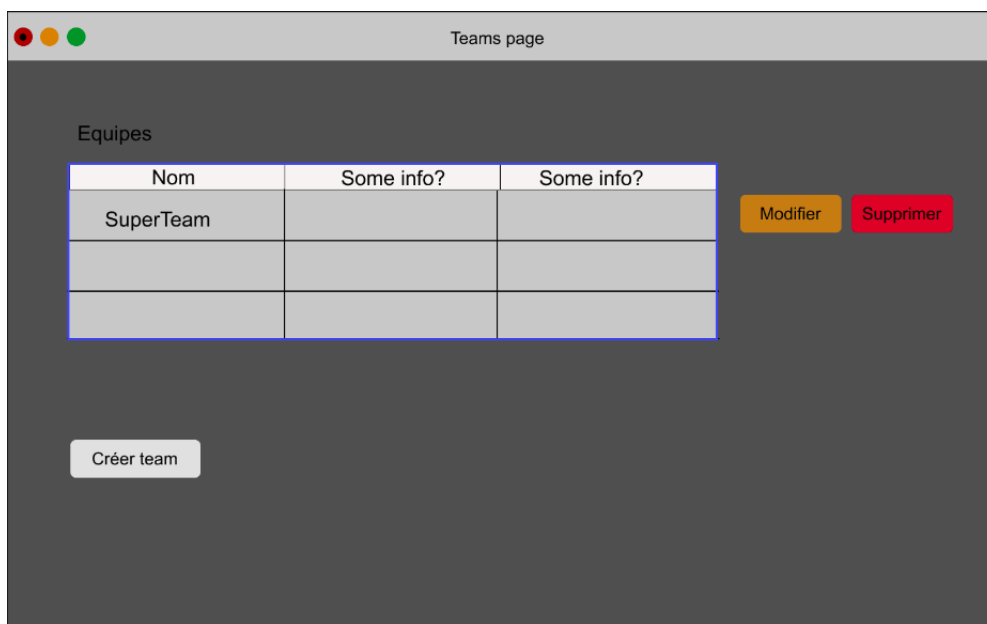 Teams page
Equipes
Nom Some info? Some info?
SuperTeam
Modifier Supprimer
Créer team